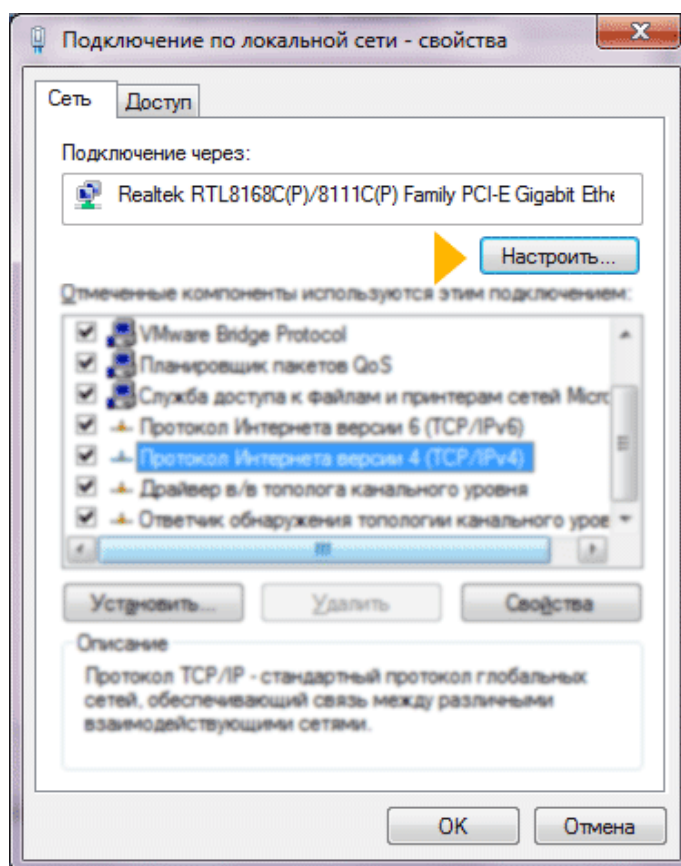 Подключение по локальной сети - свойства
Сеть
Доступ
Подключение через:
Realtek RTL8168C(P)/8111C(P) Family PCI-E Gigabit Ethe
Настроить...
Отмеченные компоненты используются этим подключением:
VMware Bridge Protocol
Планировщик пакетов QoS
Служба доступа к файлам и принтерам сетей Micro
Протокол Интернета версии 6 (TCP/IPv6)
Протокол Интернета версии 4 (TCP/IPv4)
Драйвер в/в тополога канального уровня
Ответчик обнаружения топологии канального уров
Установить...
Удалить
Свойства
Описание
Протокол TCP/IP - стандартный протокол глобальных
сетей, обеспечивающий связь между различными
взаимодействующими сетями.
OK
Отмена